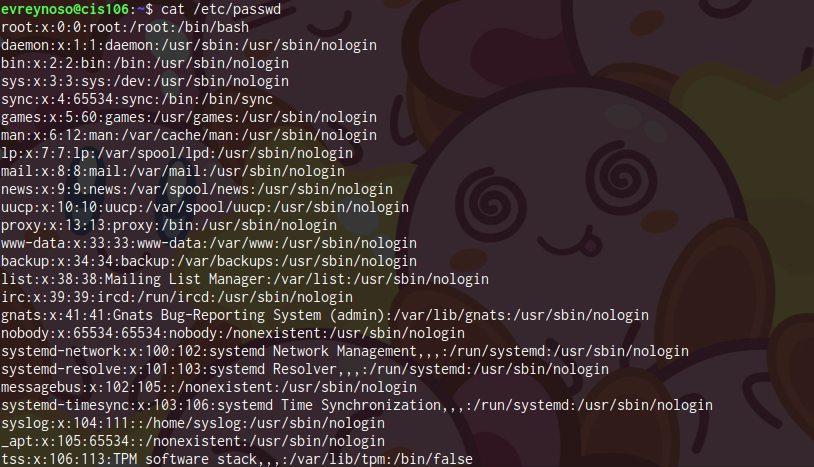 evreynoso@cis106:~$ cat /etc/passwd
root:x:0:0:root:/root:/bin/bash
daemon:x:1:1:daemon:/usr/sbin:/usr/sbin/nologin
bin:x:2:2:bin:/bin:/usr/sbin/nologin
sys:x:3:3:sys:/dev:/usr/sbin/nologin
sync:x:4:65534:sync:/bin:/bin/sync
games:x:5:60:games:/usr/games:/usr/sbin/nologin
man:x:6:12:man:/var/cache/man:/usr/sbin/nologin
lp:x:7:7:lp:/var/spool/lpd:/usr/sbin/nologin
mail:x:8:8:mail:/var/mail:/usr/sbin/nologin
news:x:9:9:news:/var/spool/news:/usr/sbin/nologin
uucp:x:10:10:uucp:/var/spool/uucp:/usr/sbin/nologin
proxy:x:13:13:proxy:/bin:/usr/sbin/nologin
www-data:x:33:33:www-data:/var/www:/usr/sbin/nologin
backup:x:34:34:backup:/var/backups:/usr/sbin/nologin
list:x:38:38:Mailing List Manager:/var/list:/usr/sbin/nologin
irc:x:39:39:ircd:/run/ircd:/usr/sbin/nologin
gnats:x:41:41:Gnats Bug-Reporting System (admin):/var/lib/gnats:/usr/sbin/nologin
nobody:x:65534:65534:nobody:/nonexistent:/usr/sbin/nologin
systemd-network:x:100:102:systemd Network Management,,,:/run/systemd:/usr/sbin/nologin
systemd-resolve:x:101:103:systemd Resolver,,,:/run/systemd:/usr/sbin/nologin
messagebus:x:102:105::/nonexistent:/usr/sbin/nologin
systemd-timesync:x:103:106:systemd Time Synchronization,,,:/run/systemd:/usr/sbin/nologin
syslog:x:104:111::/home/syslog:/usr/sbin/nologin
_apt:x:105:65534::/nonexistent:/usr/sbin/nologin
tss:x:106:113:TPM software stack,,,:/var/lib/tpm:/bin/false